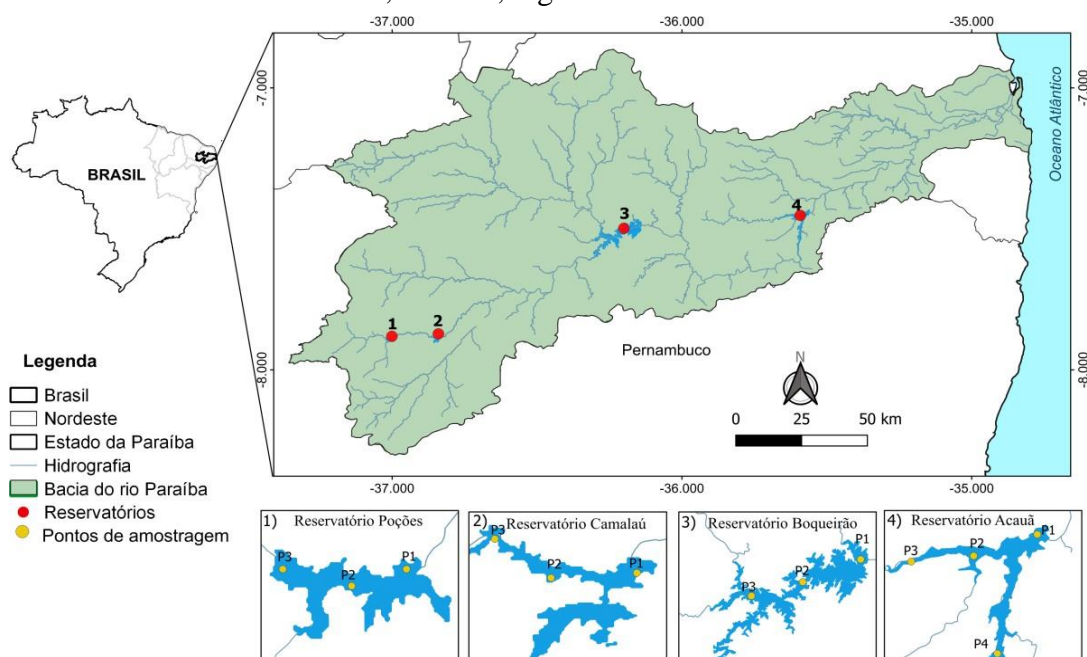 -37.000 -36.000 -35.000
-7.000 -7.000
Oceano Atlântico
BRASIL
4
3
1 2
Pernambuco
N
-8.000 -8.000
0 25 50 km
-37.000 -36.000 -35.000
Legenda
Brasil
Nordeste
Estado da Paraíba
Hidrografia
Bacia do rio Paraíba
Reservatórios
Pontos de amostragem
1) Reservatório Poções
P3 P2 P1
2) Reservatório Camalaú
P3 P2 P1
3) Reservatório Boqueirão
P3 P2 P1
4) Reservatório Acauã
P3 P2 P1
P4